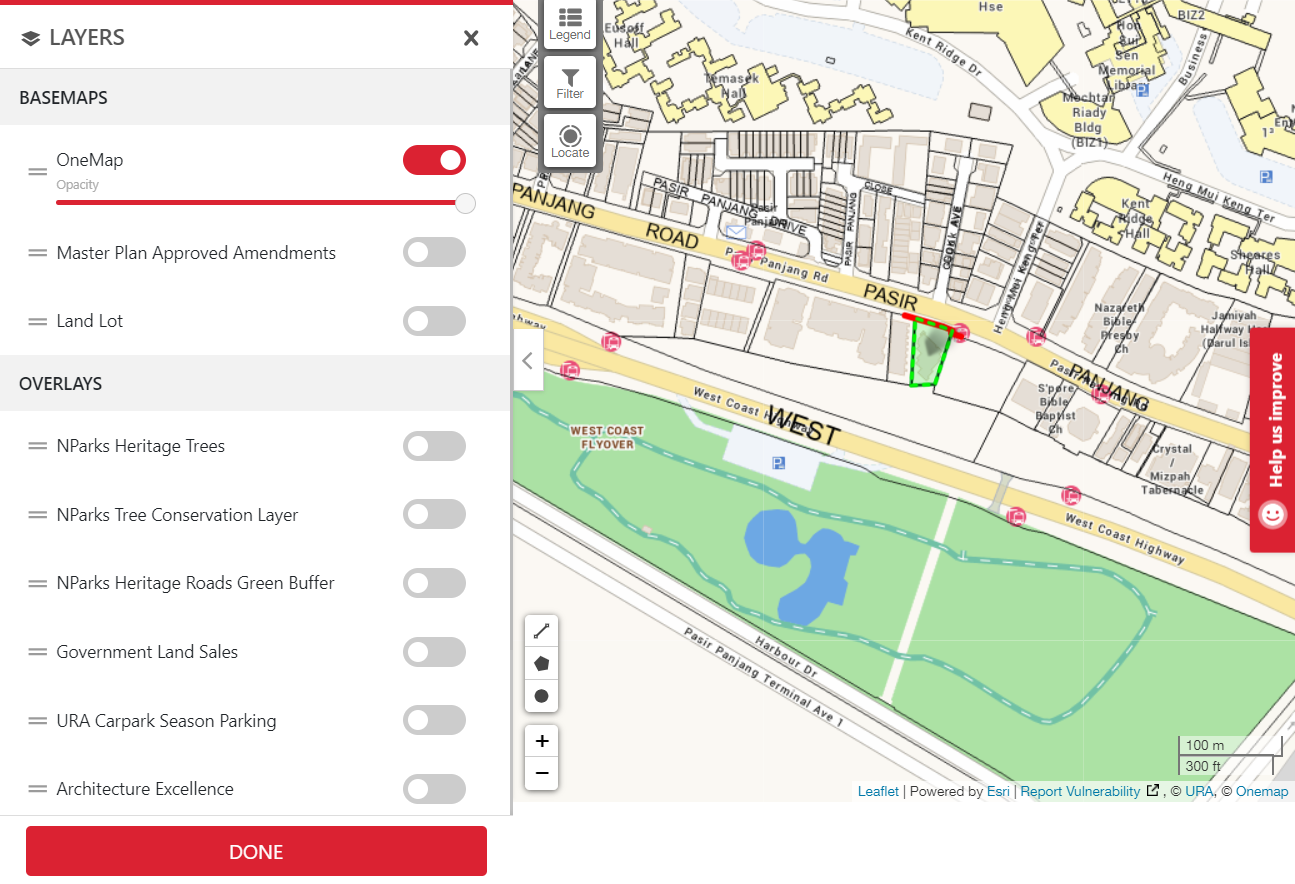 LAYERS
BASEMAPS
OneMap
Opacity
Master Plan Approved Amendments
Land Lot
OVERLAYS
NParks Heritage Trees
NParks Tree Conservation Layer
NParks Heritage Roads Green Buffer
Government Land Sales
URA Carpark Season Parking
Architecture Excellence
DONE
Legend
Filter
Locate
Eusoff
Hall
Temasek
Hall
Kent Ridge Dr
Hse
BIZ2
Hon
Sui
Sen
Memorial
Library
Business
Mochtar
Riady
Bldg
(BIZ1)
Heng Mui Keng Ter
Kent
Ridge
Hall
Sheares
Hall
PASIR PANJANG DRIVE
CLOSE
PASIR PANJANG
Pasir
Panjang
COOK AVE
Heng Mui Keng Ter
PANJANG
ROAD
Panjang Rd
PASIR
PANJANG
Nazareth
Bible
Presby
Ch
Jamiyah
Halfway
(Darul
S'pore
Bible
Baptist
Ch
Crystal
/
Mizpah
Tabernacle
West Coast Highway
WEST
WEST COAST
FLYOVER
West Coast Highway
Harbour Dr
Pasir Panjang Terminal Ave 1
Help us improve
100 m
300 ft
Leaflet | Powered by Esri | Report Vulnerability , © URA, © Onemap